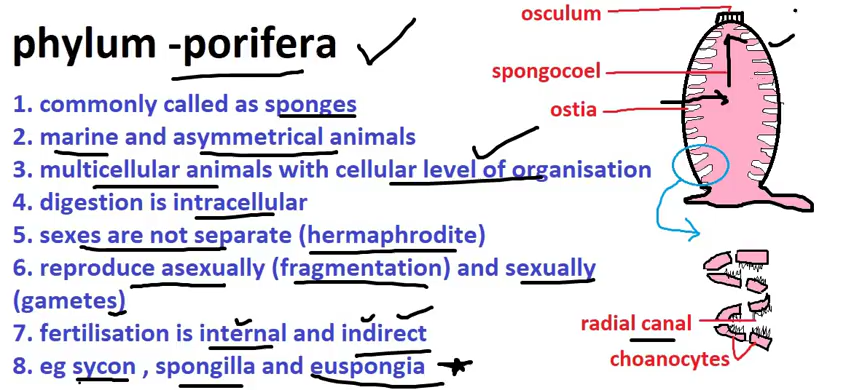 phylum -porifera
1. commonly called as sponges
2. marine and asymmetrical animals
3. multicellular animals with cellular level of organisation
4. digestion is intracellular
5. sexes are not separate (hermaphrodite)
6. reproduce asexually (fragmentation) and sexually
(gametes)
7. fertilisation is internal and indirect
8. eg sycon , spongilla and euspongia
osculum
spongocoel
ostia
radial canal
choanocytes